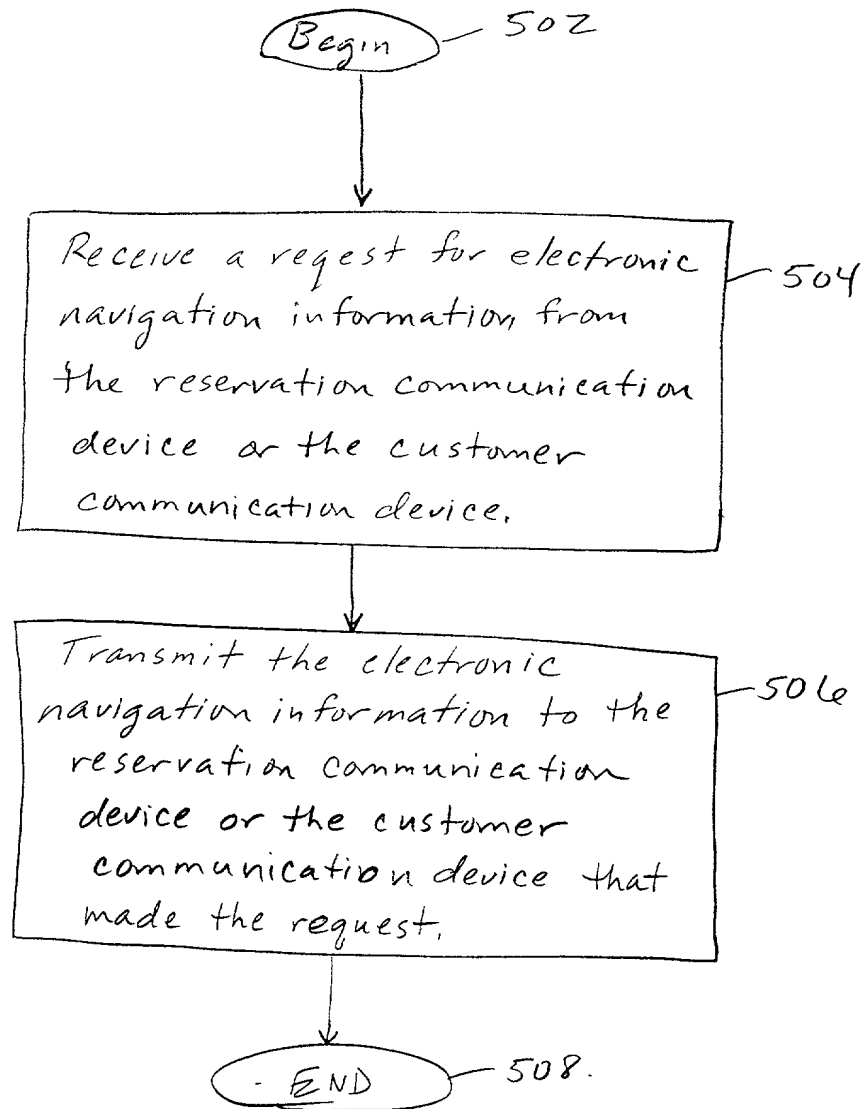 Begin 502
Receive a reqest for electronic
504
navigation information, from
the reservation communication
device or the customer
communication device.
Transmit the electronic
506
navigation information to the
reservation communication
device or the customer
communication device that
made the request.
END 508.